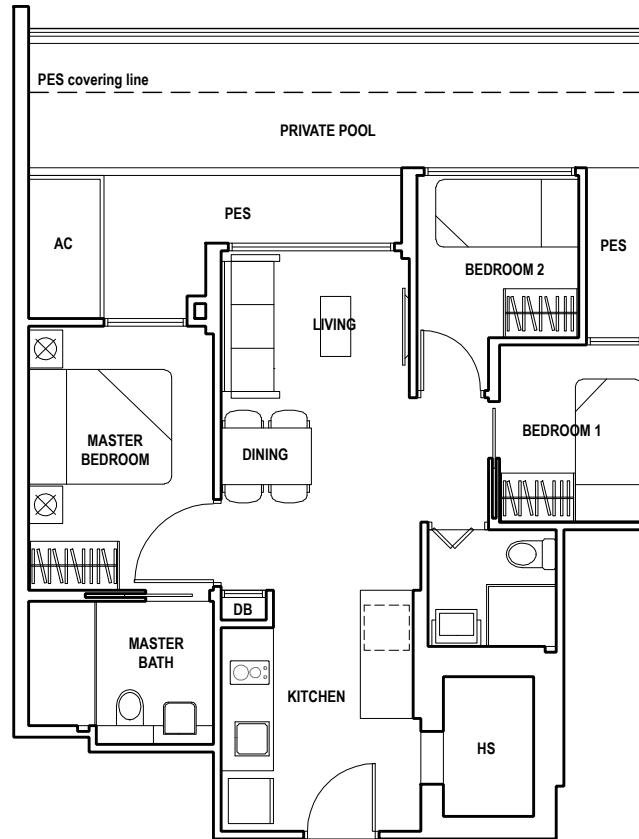 PES covering line
PRIVATE POOL
PES
AC
PES
BEDROOM 2
LIVING
MASTER
BEDROOM
DINING
BEDROOM 1
DB
MASTER
BATH
KITCHEN
HS